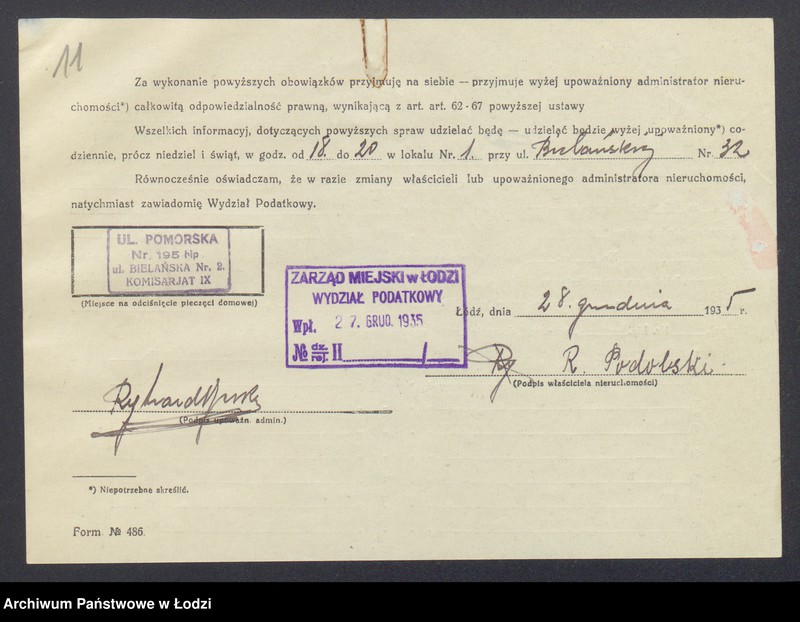 11
Za wykonanie powyższych obowiązków przyjmuję na siebie — przyjmuje wyżej upoważniony administrator nieru-
chomości*) całkowitą odpowiedzialność prawną, wynikającą z art. art. 62-67 powyższej ustawy
Wszelkich informacyj, dotyczących powyższych spraw udzielać będę — udzielać będzie wyżej upoważniony*) co-
dziennie, prócz niedziel i świąt, w godz. od 18. do 20 w lokalu Nr. 1. przy ul. Nr 32
Równocześnie oświadczam, że w razie zmiany właścicieli lub upoważnionego administratora nieruchomości,
natychmiast zawiadomię Wydział Podatkowy.
UL. POMORSKA
Nr. 195 hip
ul. BIELAŃSKA Nr. 2.
KOMISARJAT IX
(Miejsce na odciśnięcie pieczęci domowej)
ZARZĄD MIEJSKI w ŁODZI
WYDZIAŁ PODATKOWY
Wpł. 27. GRUD. 1935
№ dz. rej. II /
Łódź, dnia 28. grudnia 1935 r.
R. Podolski.
(Podpis właściciela nieruchomości)
(Podpis upoważn. admin.)
*) Niepotrzebne skreślić.
Form № 486.
Archiwum Państwowe w Łodzi